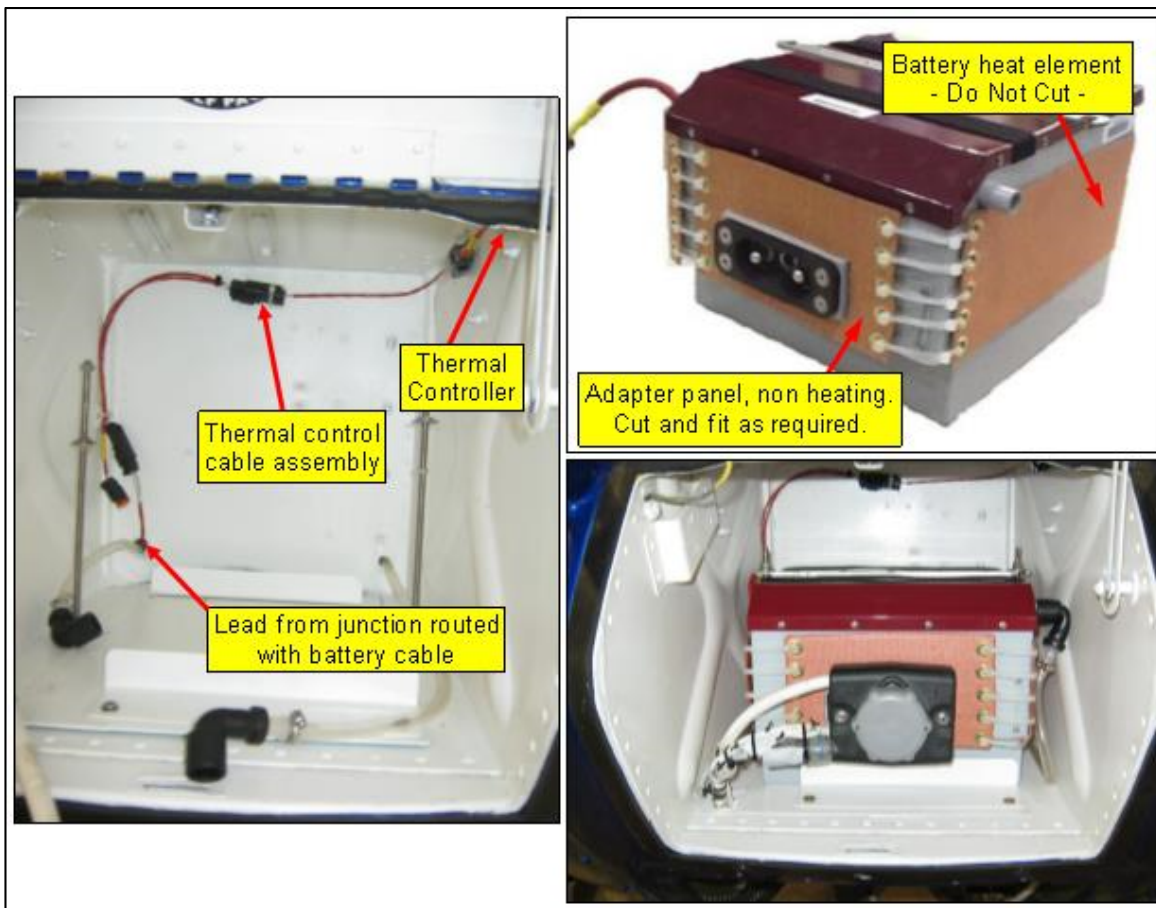 Thermal
Controller
Thermal control
cable assembly
Lead from junction routed
with battery cable
Battery heat element
- Do Not Cut -
Adapter panel, non heating.
Cut and fit as required.